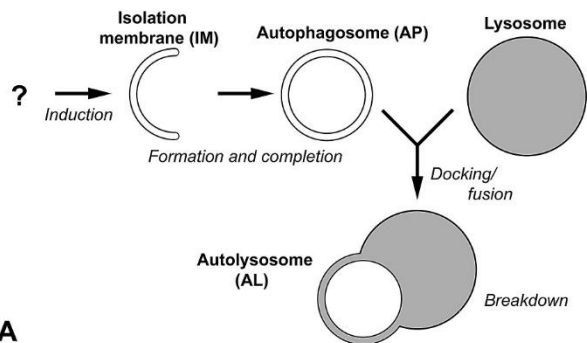 Isolation
membrane (IM)
Autophagosome (AP)
Lysosome
?
Induction
Formation and completion
Docking/
fusion
Autolysosome
(AL)
Breakdown
A